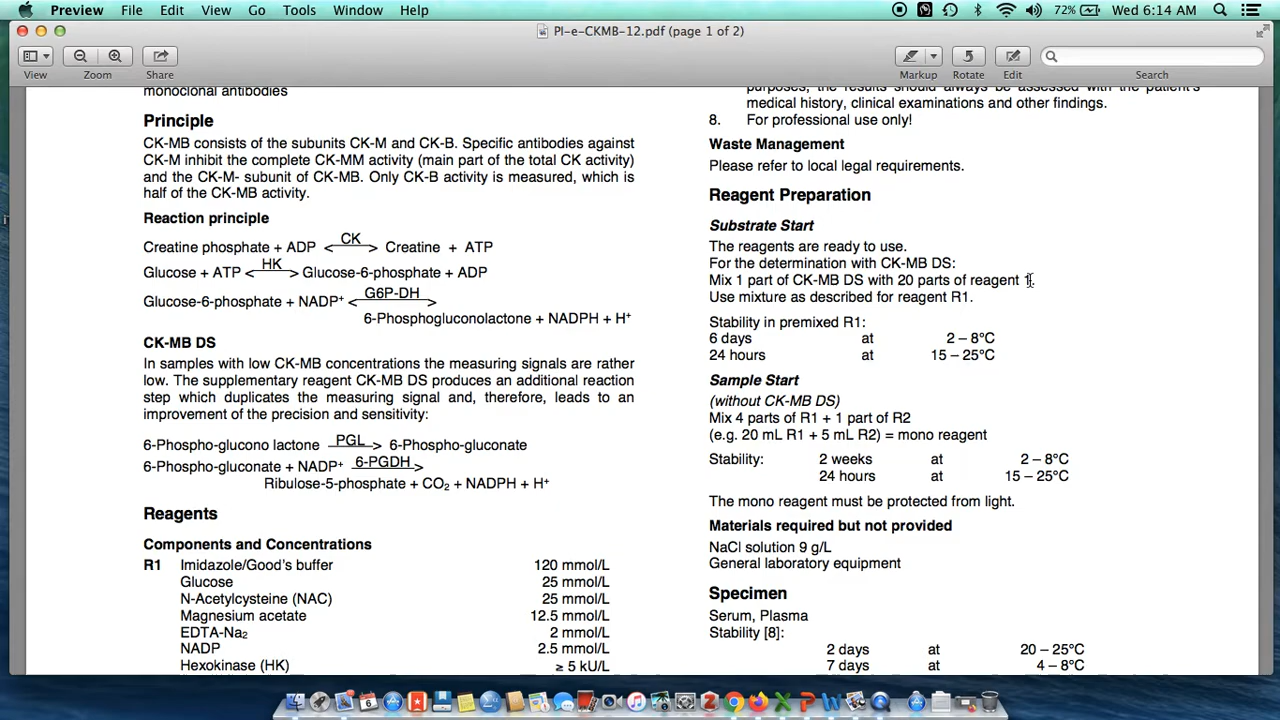 Preview File Edit View Go Tools Window Help 72% Wed 6:14 AM
PI-e-CKMB-12.pdf (page 1 of 2)
View Zoom Share Markup Rotate Edit Search
monoclonal antibodies
Principle
CK-MB consists of the subunits CK-M and CK-B. Specific antibodies against
CK-M inhibit the complete CK-MM activity (main part of the total CK activity)
and the CK-M- subunit of CK-MB. Only CK-B activity is measured, which is
half of the CK-MB activity.
Reaction principle
CK
Creatine phosphate + ADP <——> Creatine + ATP
HK
Glucose + ATP <——> Glucose-6-phosphate + ADP
G6P-DH
Glucose-6-phosphate + NADP⁺ <——>
6-Phosphogluconolactone + NADPH + H⁺
CK-MB DS
In samples with low CK-MB concentrations the measuring signals are rather
low. The supplementary reagent CK-MB DS produces an additional reaction
step which duplicates the measuring signal and, therefore, leads to an
improvement of the precision and sensitivity:
PGL
6-Phospho-glucono lactone ——> 6-Phospho-gluconate
6-PGDH
6-Phospho-gluconate + NADP⁺ ——>
Ribulose-5-phosphate + CO₂ + NADPH + H⁺
Reagents
Components and Concentrations
R1 Imidazole/Good's buffer 120 mmol/L
Glucose 25 mmol/L
N-Acetylcysteine (NAC) 25 mmol/L
Magnesium acetate 12.5 mmol/L
EDTA-Na₂ 2 mmol/L
NADP 2.5 mmol/L
Hexokinase (HK) ≥ 5 kU/L
purposes, the results should always be assessed with the patient's
medical history, clinical examinations and other findings.
8. For professional use only!
Waste Management
Please refer to local legal requirements.
Reagent Preparation
Substrate Start
The reagents are ready to use.
For the determination with CK-MB DS:
Mix 1 part of CK-MB DS with 20 parts of reagent 1.
Use mixture as described for reagent R1.
Stability in premixed R1:
6 days at 2 – 8°C
24 hours at 15 – 25°C
Sample Start
(without CK-MB DS)
Mix 4 parts of R1 + 1 part of R2
(e.g. 20 mL R1 + 5 mL R2) = mono reagent
Stability: 2 weeks at 2 – 8°C
24 hours at 15 – 25°C
The mono reagent must be protected from light.
Materials required but not provided
NaCl solution 9 g/L
General laboratory equipment
Specimen
Serum, Plasma
Stability [8]:
2 days at 20 – 25°C
7 days at 4 – 8°C